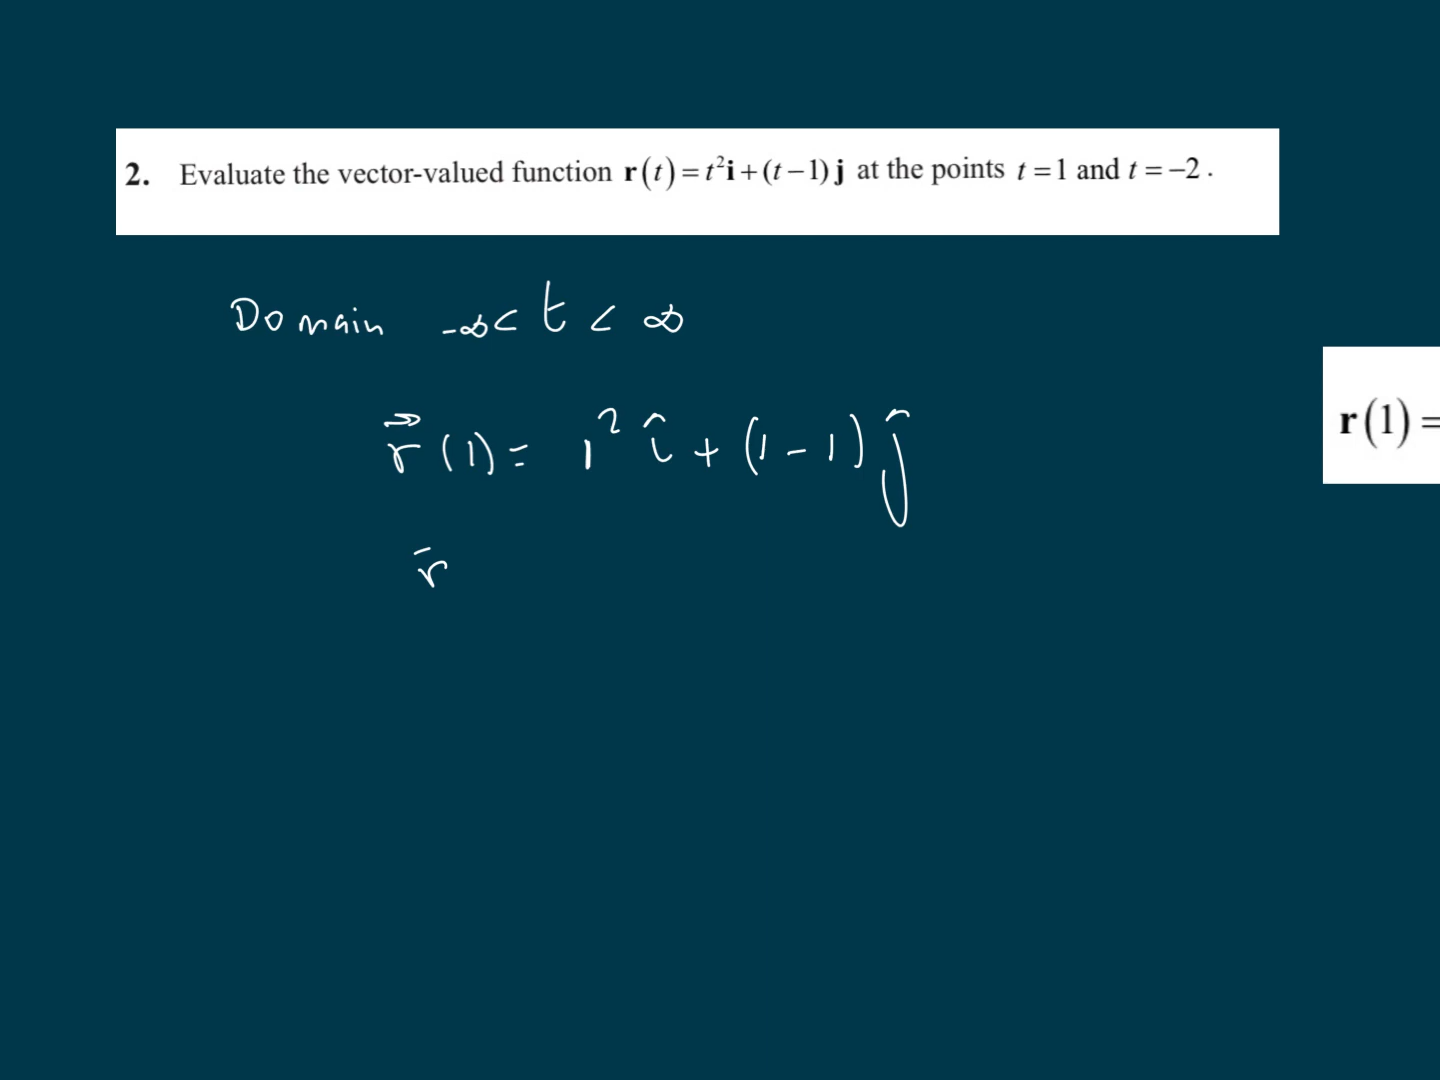 2. Evaluate the vector-valued function r(t)=t²i+(t−1)j at the points t=1 and t=−2.
Domain -∞< t < ∞
r⃗(1)= 1² î + (1-1) ĵ
r(1)=
r̄